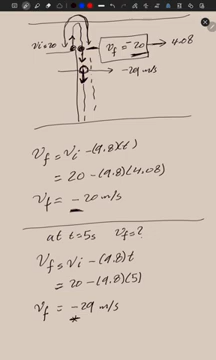 vi=20
vf = -20
4.08
-29 m/s
vf = vi - (9.8)(t)
= 20 - (9.8)(4.08)
vf = -20 m/s
at t=5s vf=?
vf = vi - (9.8)t
= 20 - (9.8)(5)
vf = -29 m/s